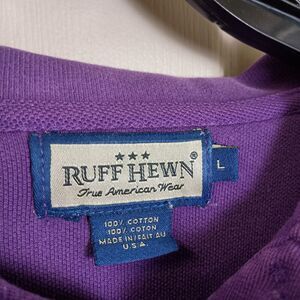 ★★★
RUFF HEWN®
True American Wear
L
100% COTTON
100% COTON
MADE IN/FAIT AU
U.S.A.